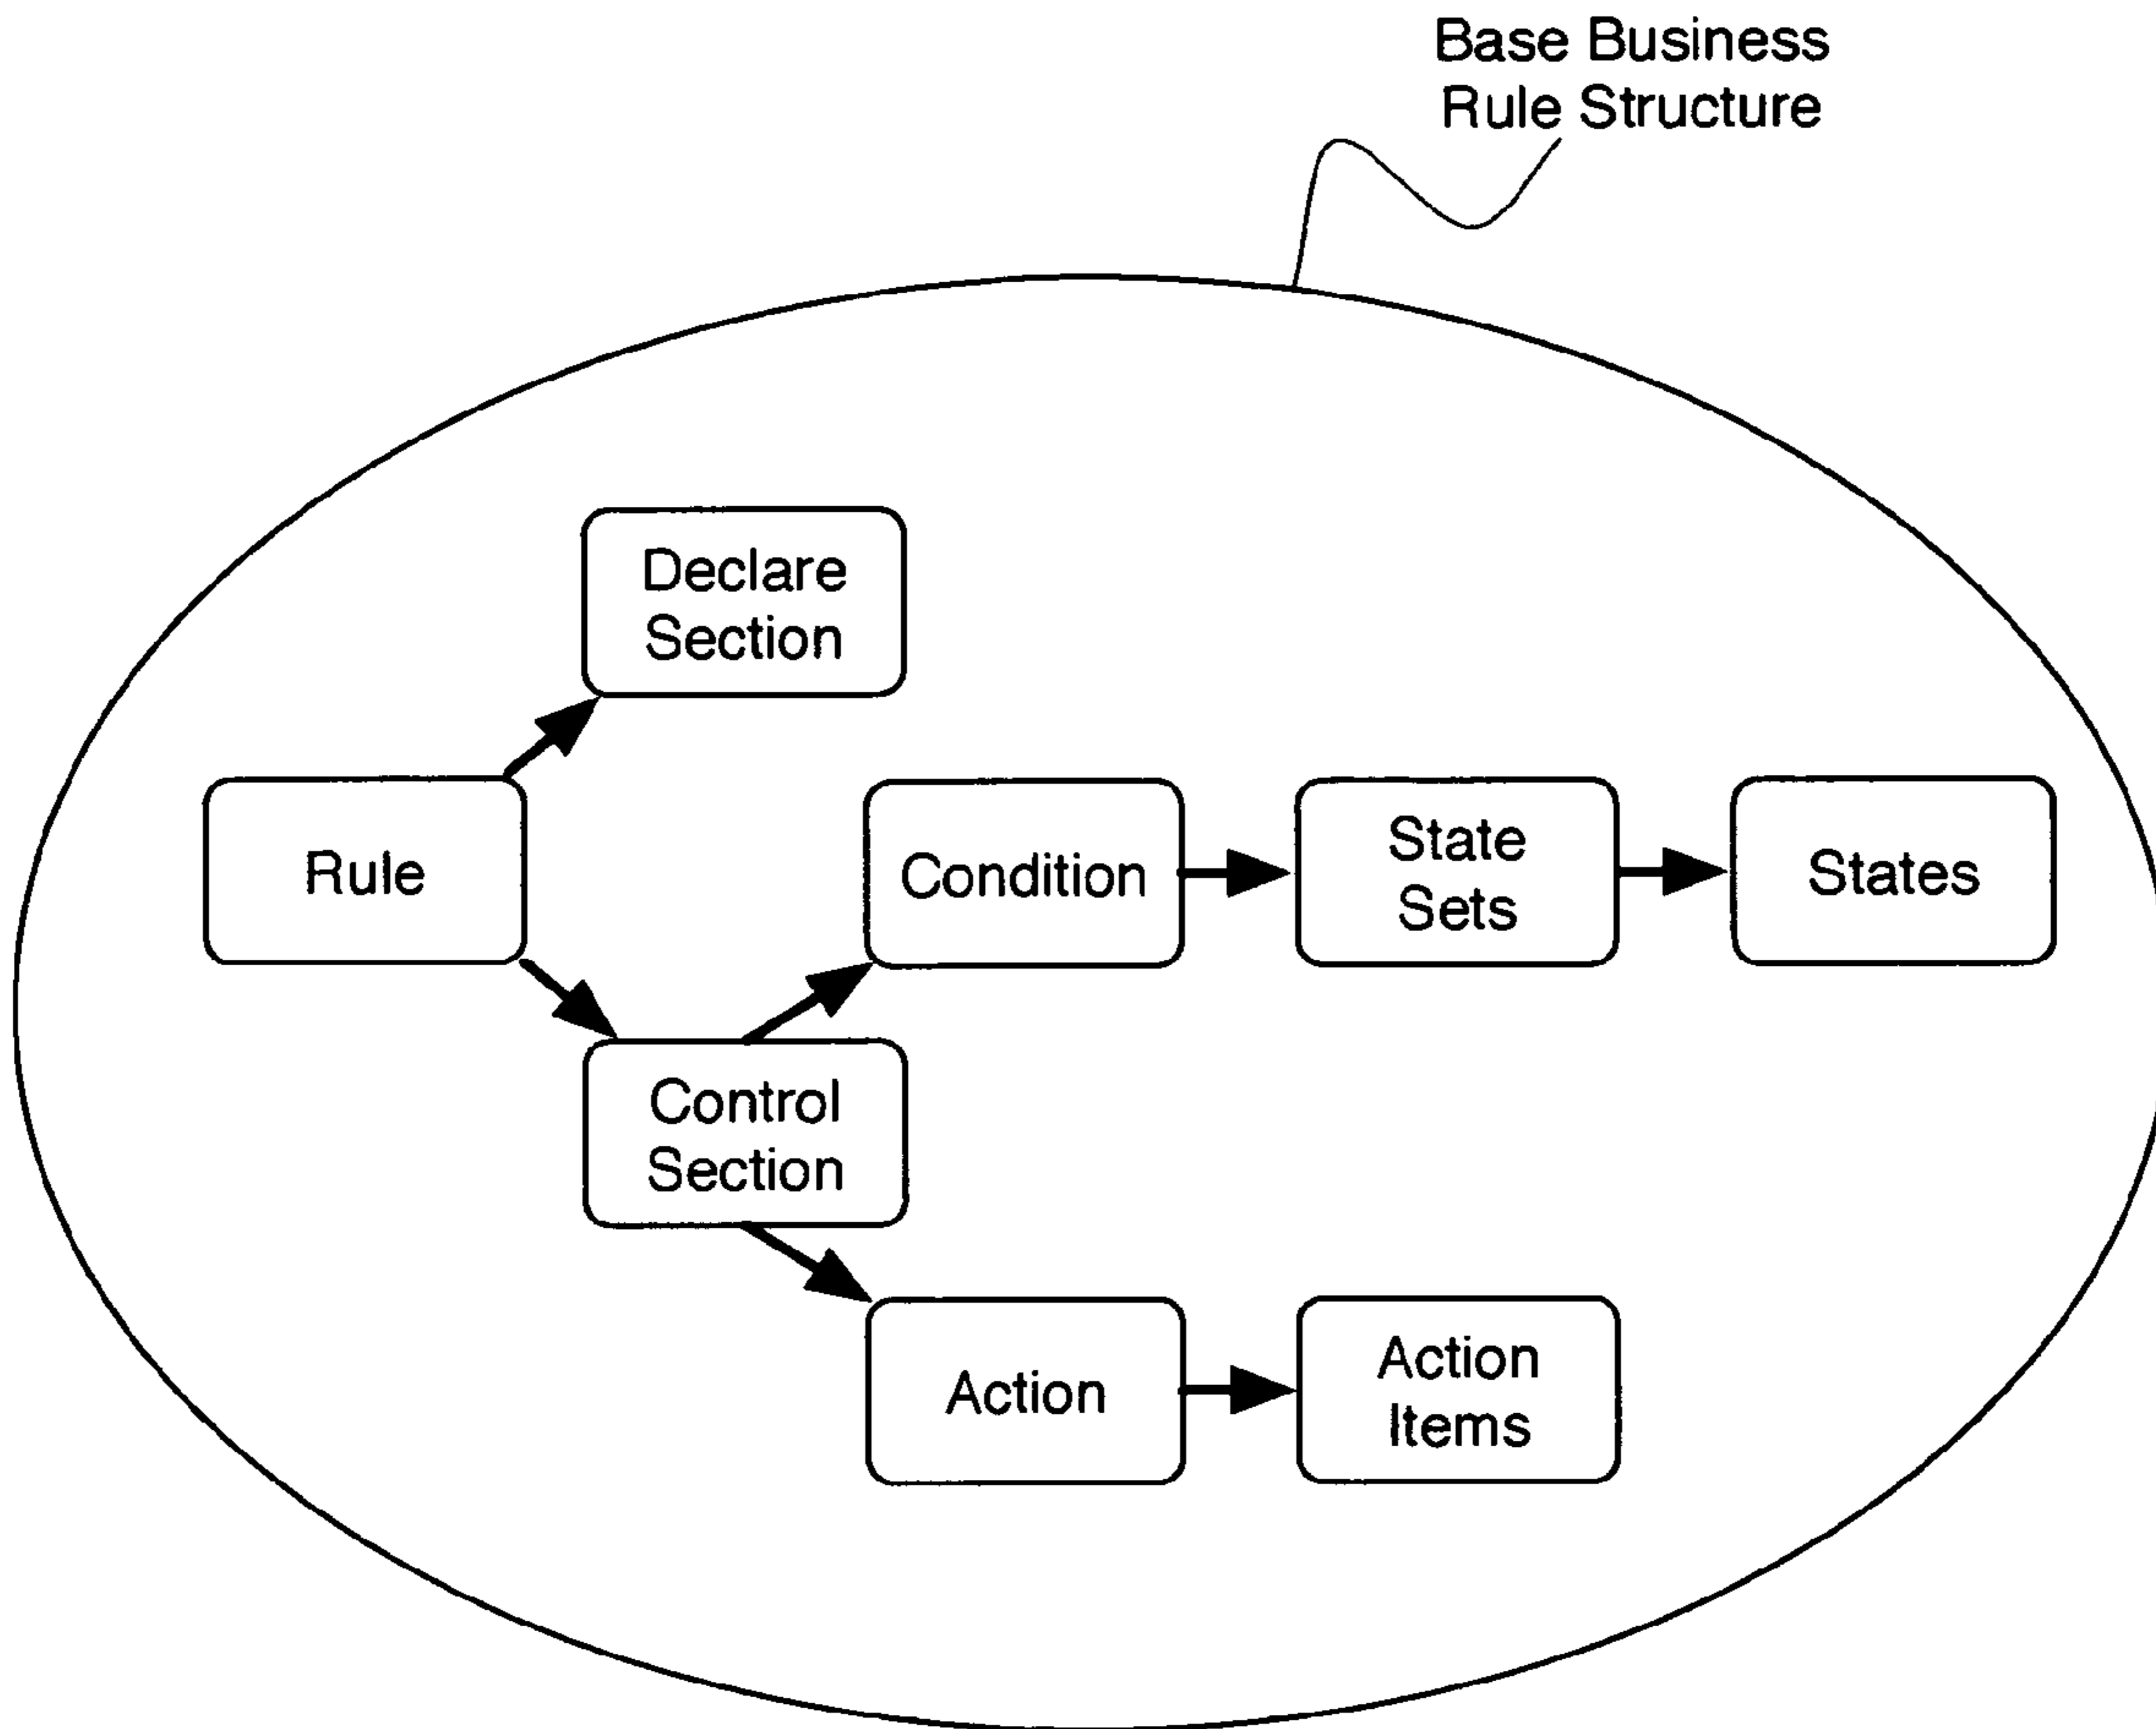 Base Business
Rule Structure
Declare
Section
Rule
Condition
State
Sets
States
Control
Section
Action
Action
Items